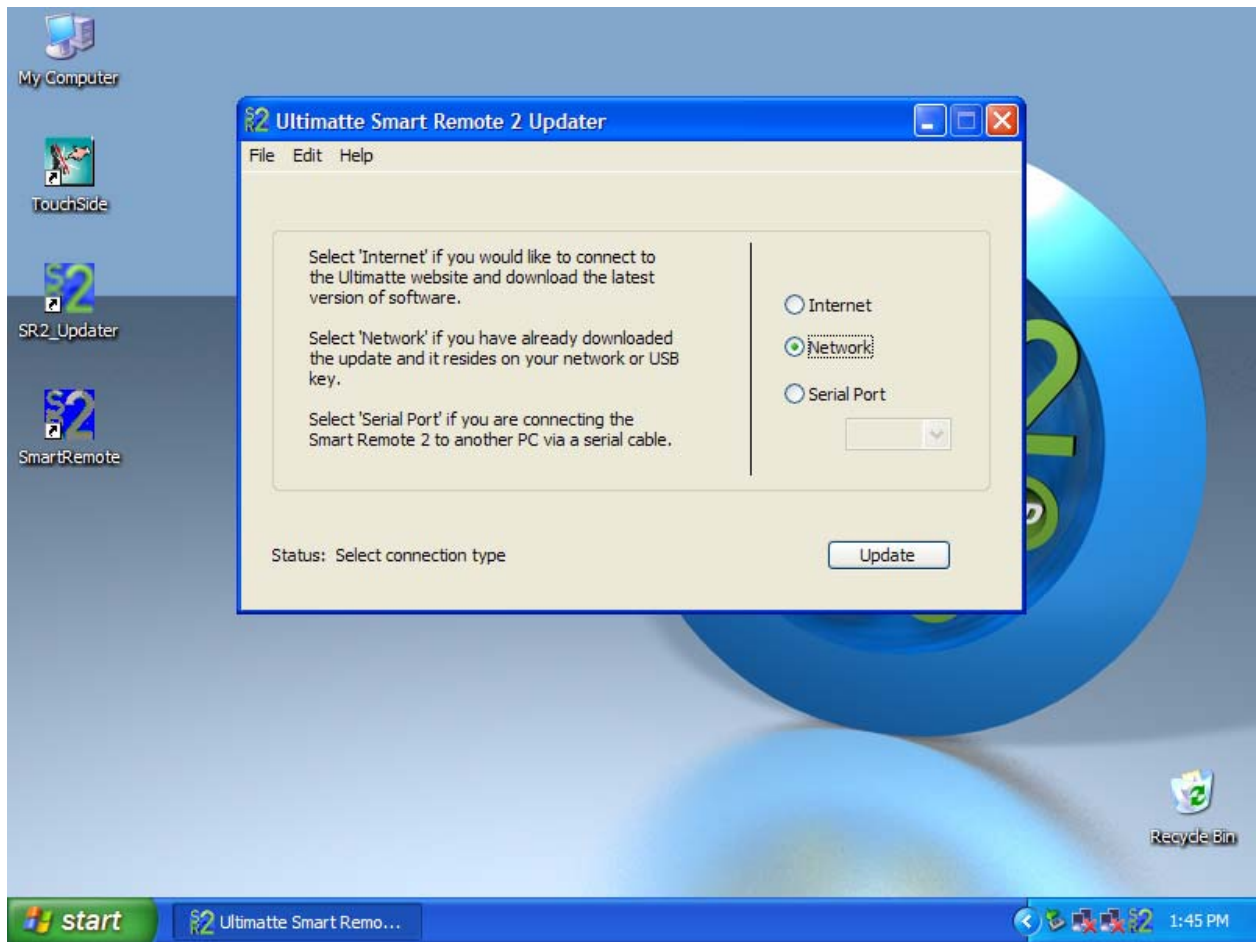 My Computer
TouchSide
SR2_Updater
SmartRemote
Ultimatte Smart Remote 2 Updater
File Edit Help
Select 'Internet' if you would like to connect to
the Ultimatte website and download the latest
version of software.
Select 'Network' if you have already downloaded
the update and it resides on your network or USB
key.
Select 'Serial Port' if you are connecting the
Smart Remote 2 to another PC via a serial cable.
Internet
Network
Serial Port
Status: Select connection type
Update
Recycle Bin
start
Ultimatte Smart Remo...
1:45 PM